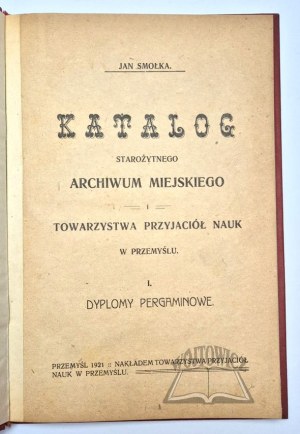 JAN SMOŁKA.
KATALOG
STAROŻYTNEGO
ARCHIWUM MIEJSKIEGO
I
TOWARZYSTWA PRZYJACIÓŁ NAUK
W PRZEMYŚLU.
I.
DYPLOMY PERGAMINOWE.
PRZEMYŚL 1921 :: NAKŁADEM TOWARZYSTWA PRZYJACIÓŁ
NAUK W PRZEMYŚLU.
WÓJTOWICZ